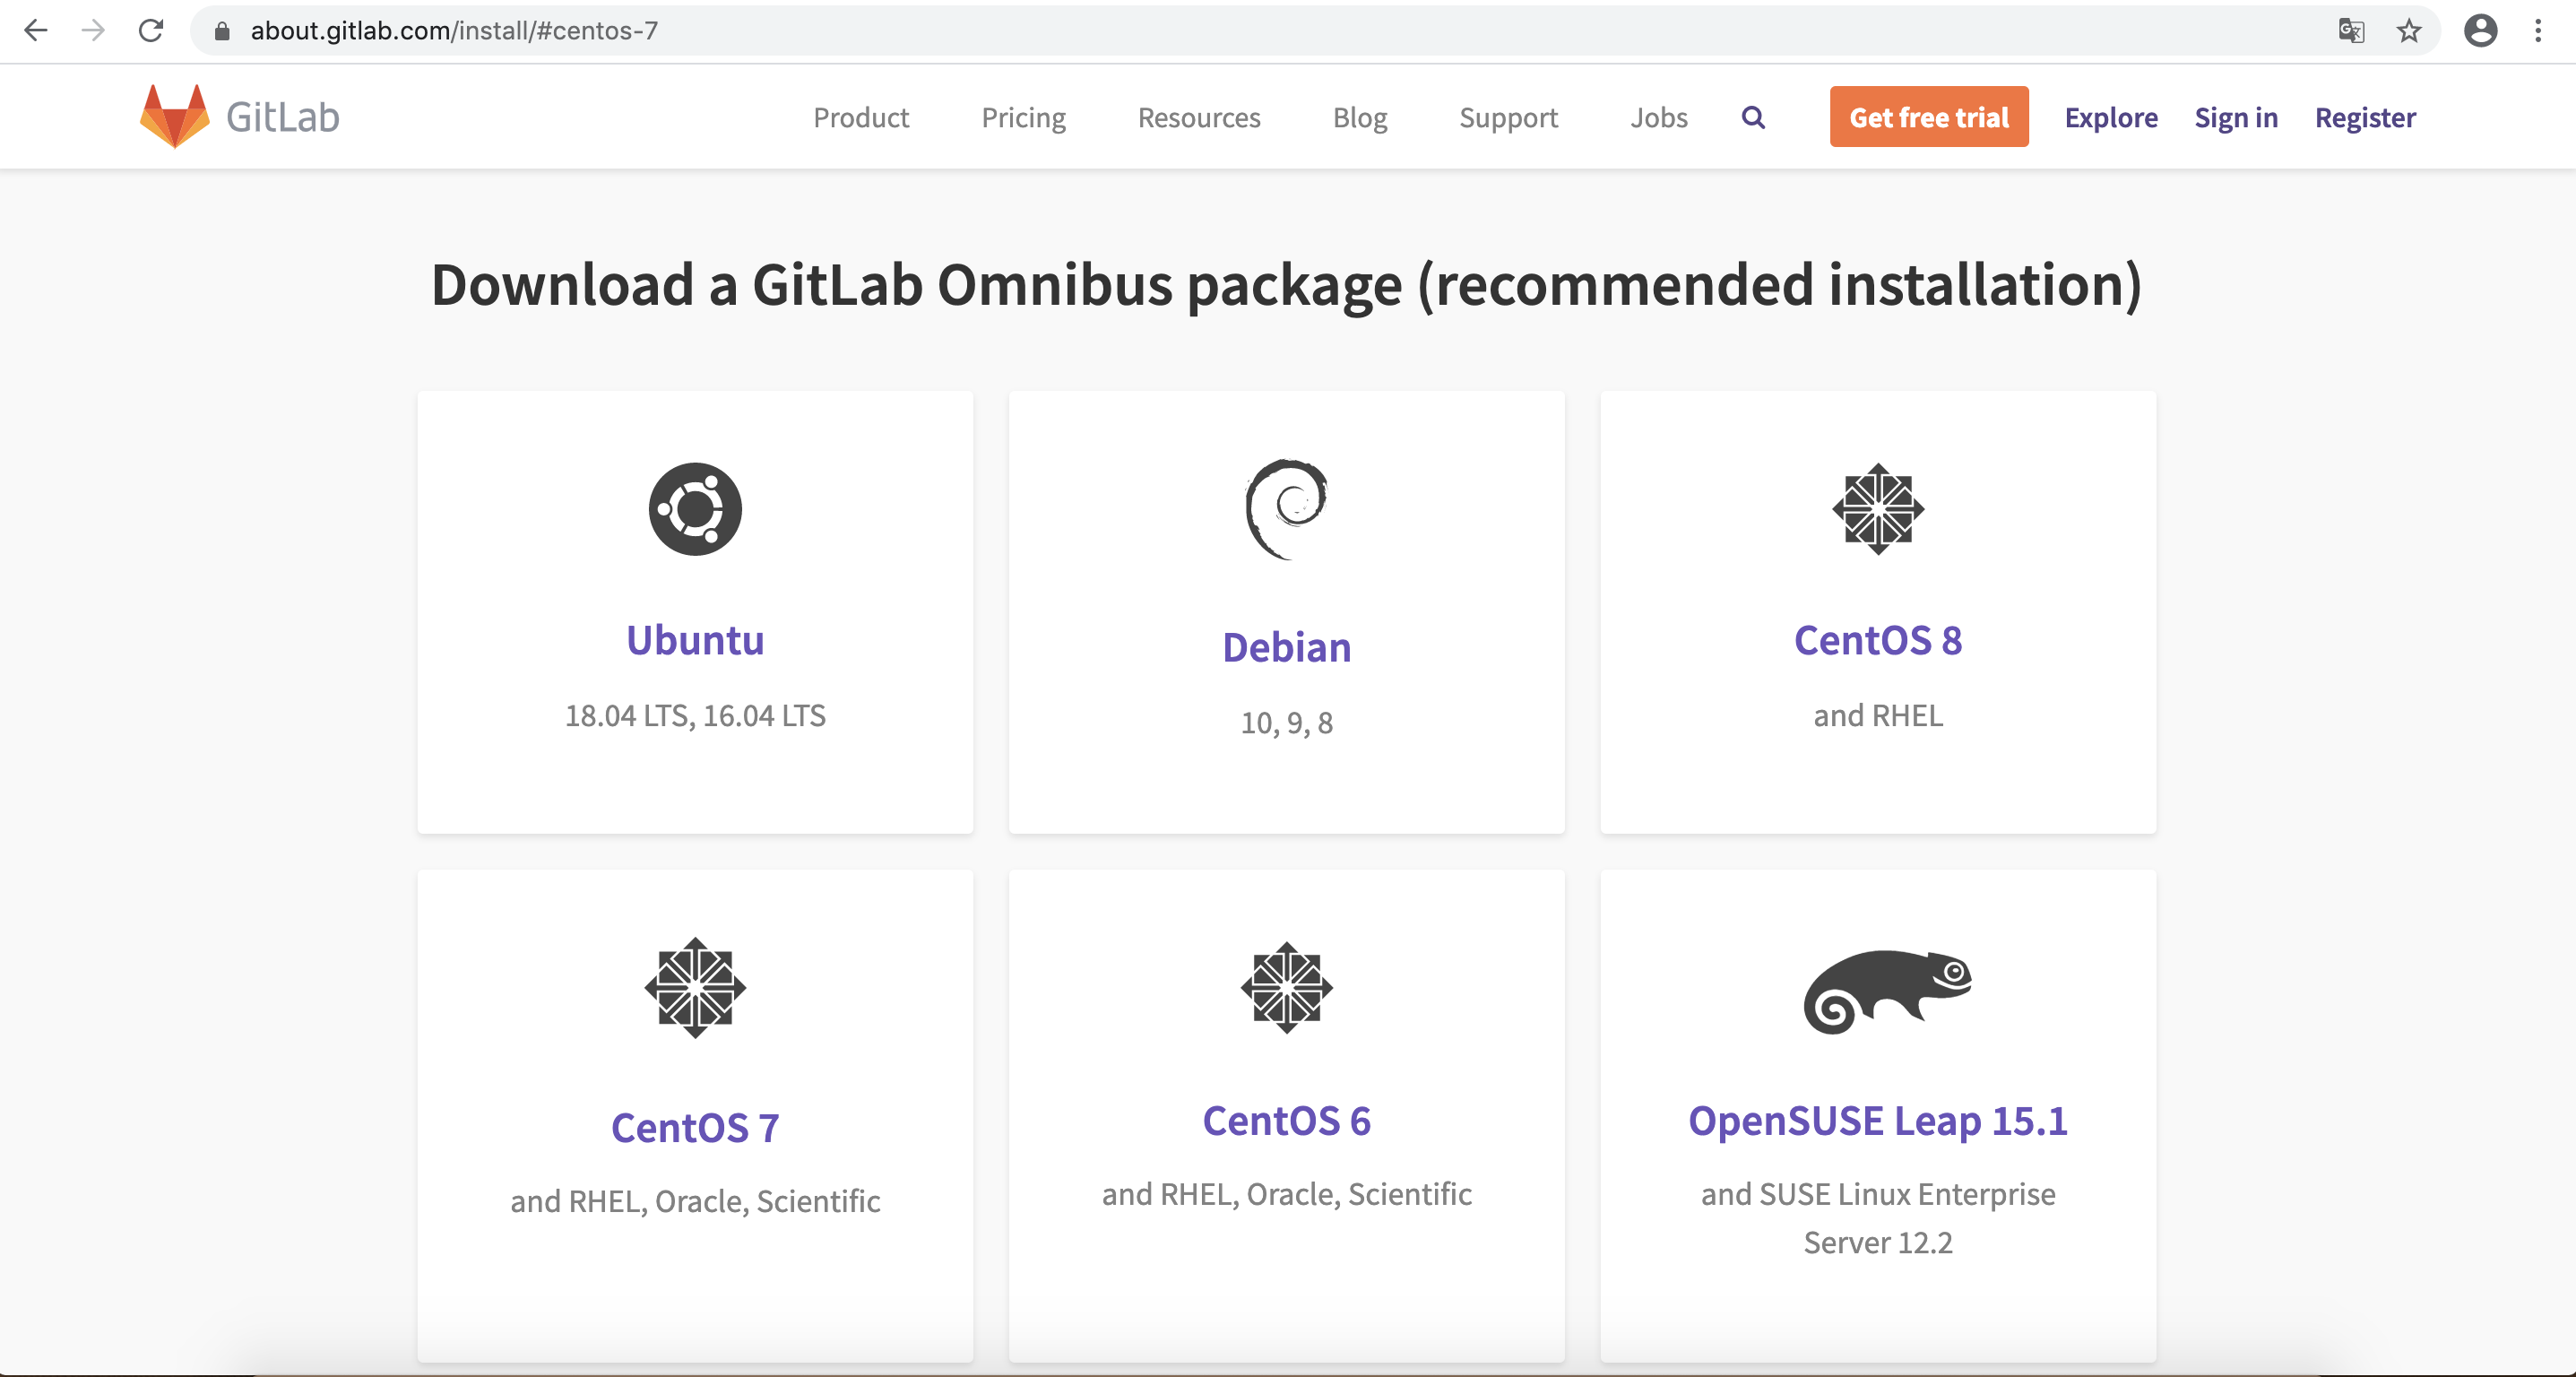 about.gitlab.com/install/#centos-7
GitLab
Product
Pricing
Resources
Blog
Support
Jobs
Get free trial
Explore
Sign in
Register
Download a GitLab Omnibus package (recommended installation)
Ubuntu
18.04 LTS, 16.04 LTS
Debian
10, 9, 8
CentOS 8
and RHEL
CentOS 7
and RHEL, Oracle, Scientific
CentOS 6
and RHEL, Oracle, Scientific
OpenSUSE Leap 15.1
and SUSE Linux Enterprise
Server 12.2